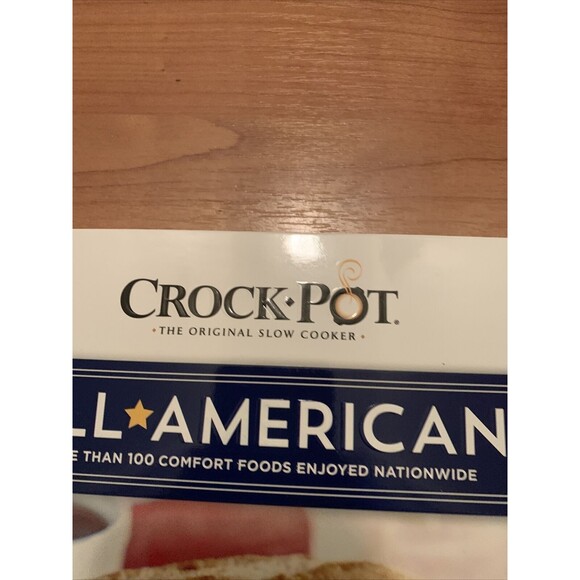 CROCK•POT®
• THE ORIGINAL SLOW COOKER •
LL★AMERICAN
E THAN 100 COMFORT FOODS ENJOYED NATIONWIDE